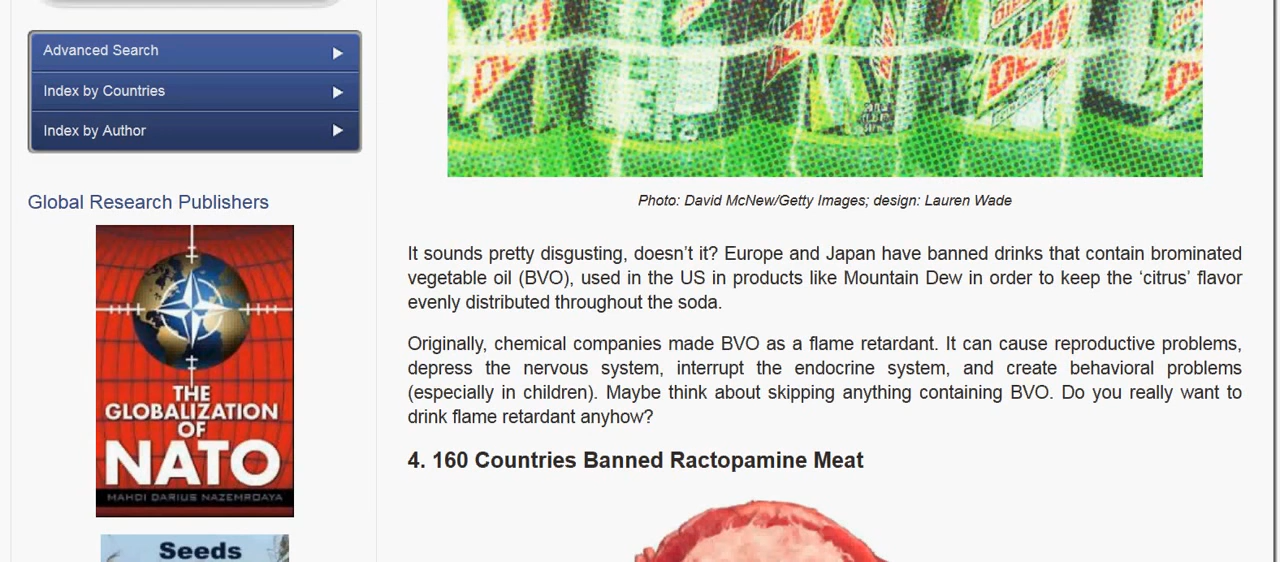 Advanced Search
Index by Countries
Index by Author
Global Research Publishers
THE
GLOBALIZATION
OF
NATO
MAHDI DARIUS NAZEMROAYA
Seeds
Photo: David McNew/Getty Images; design: Lauren Wade
It sounds pretty disgusting, doesn’t it? Europe and Japan have banned drinks that contain brominated
vegetable oil (BVO), used in the US in products like Mountain Dew in order to keep the ‘citrus’ flavor
evenly distributed throughout the soda.
Originally, chemical companies made BVO as a flame retardant. It can cause reproductive problems,
depress the nervous system, interrupt the endocrine system, and create behavioral problems
(especially in children). Maybe think about skipping anything containing BVO. Do you really want to
drink flame retardant anyhow?
4. 160 Countries Banned Ractopamine Meat